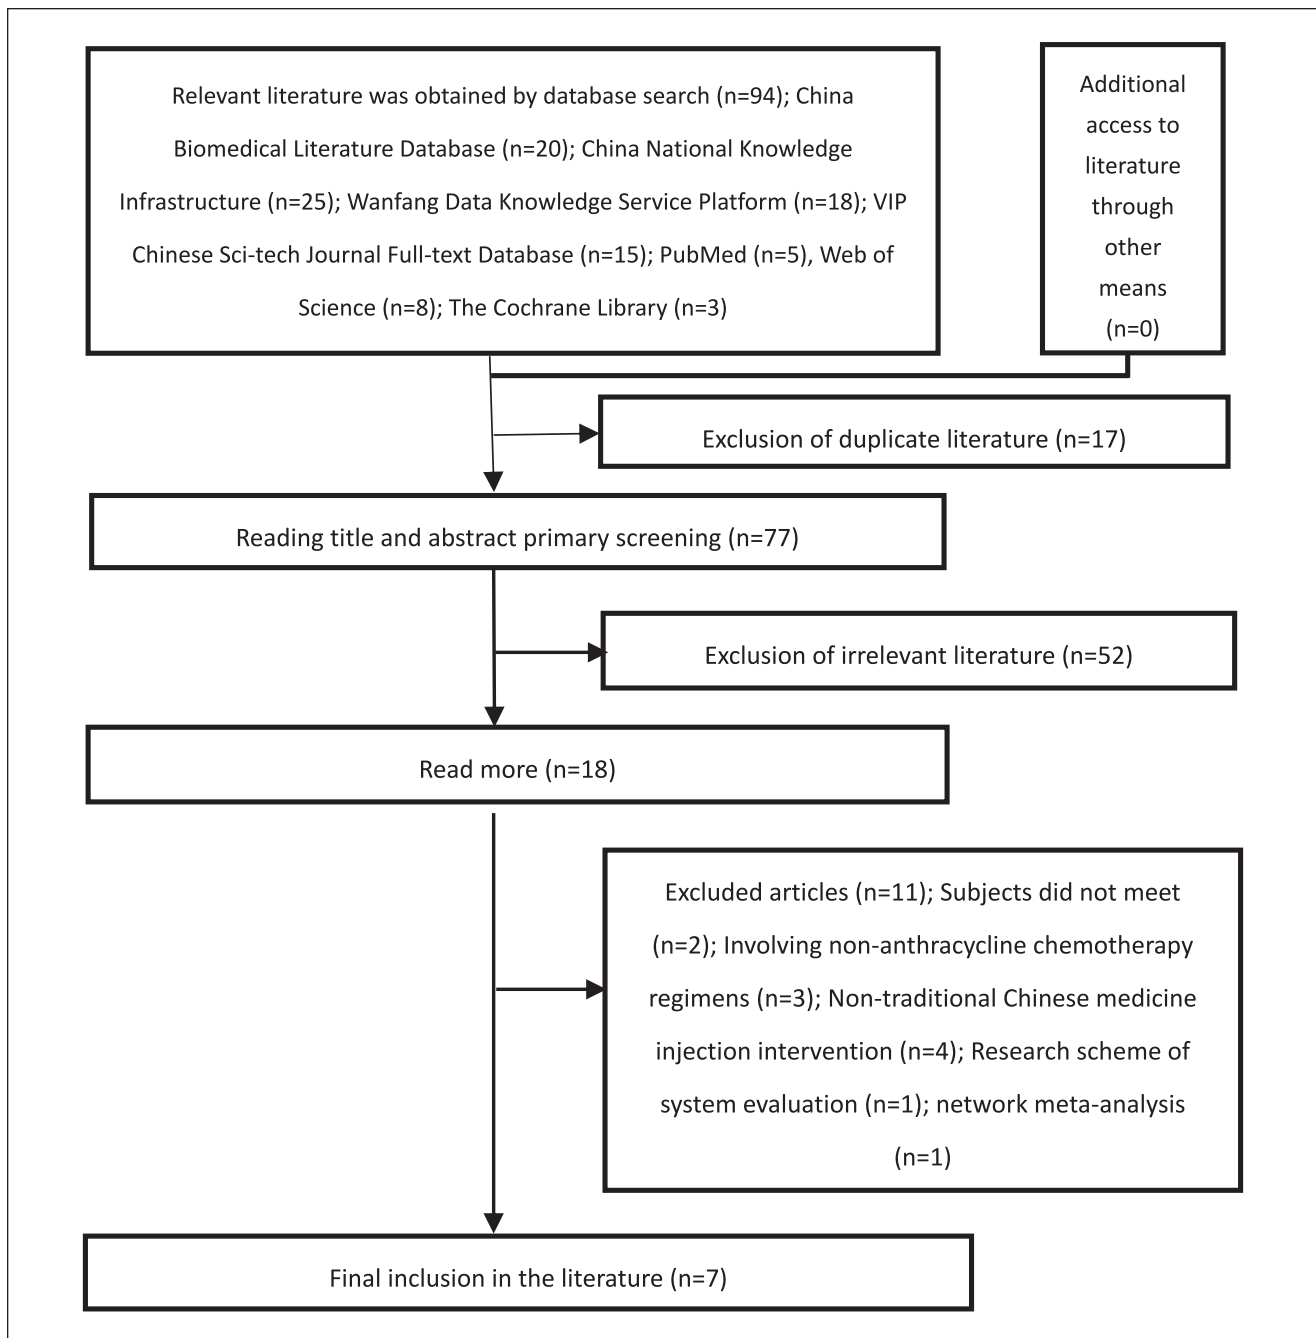 Relevant literature was obtained by database search (n=94); China
Biomedical Literature Database (n=20); China National Knowledge
Infrastructure (n=25); Wanfang Data Knowledge Service Platform (n=18); VIP
Chinese Sci-tech Journal Full-text Database (n=15); PubMed (n=5), Web of
Science (n=8); The Cochrane Library (n=3)
Additional
access to
literature
through
other
means
(n=0)
Exclusion of duplicate literature (n=17)
Reading title and abstract primary screening (n=77)
Exclusion of irrelevant literature (n=52)
Read more (n=18)
Excluded articles (n=11); Subjects did not meet
(n=2); Involving non-anthracycline chemotherapy
regimens (n=3); Non-traditional Chinese medicine
injection intervention (n=4); Research scheme of
system evaluation (n=1); network meta-analysis
(n=1)
Final inclusion in the literature (n=7)